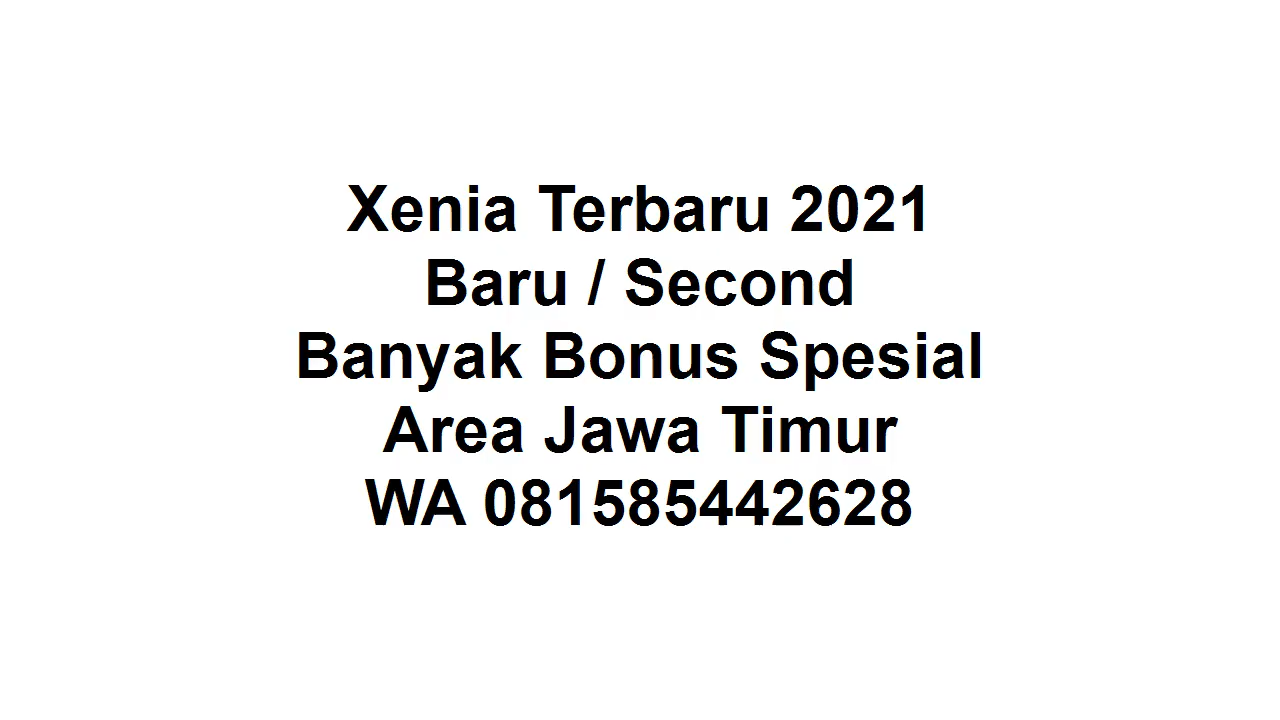 Xenia Terbaru 2021
Baru / Second
Banyak Bonus Spesial
Area Jawa Timur
WA 081585442628